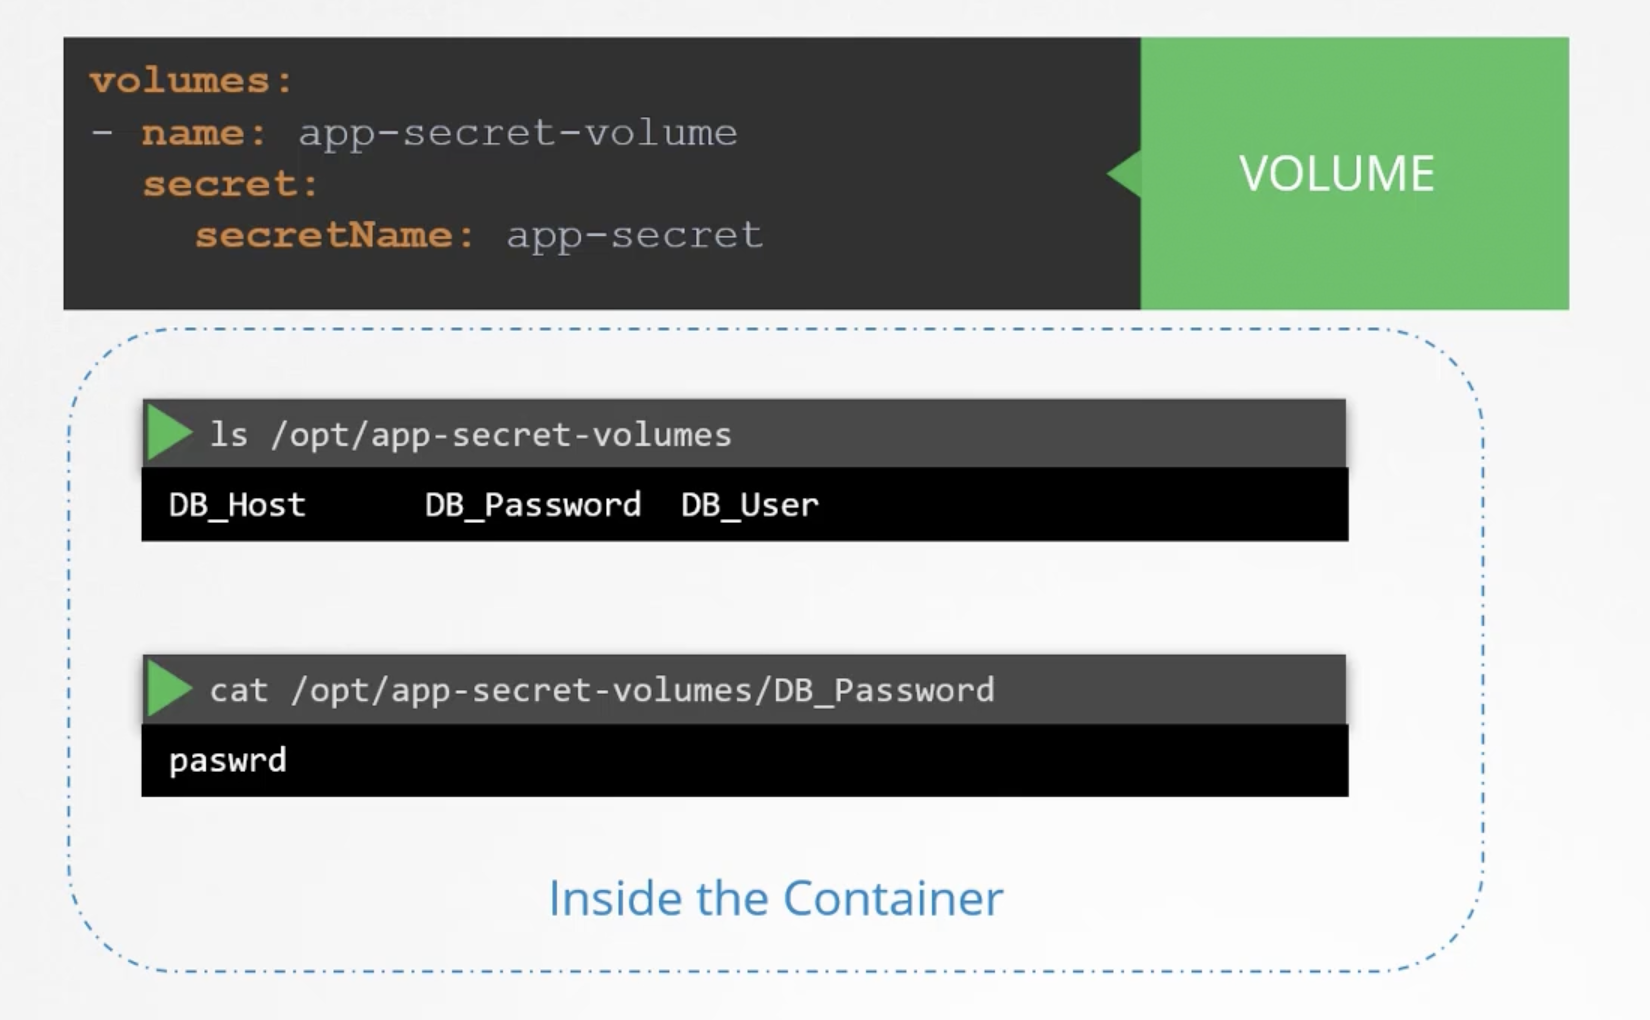 volumes:
- name: app-secret-volume
secret:
secretName: app-secret
VOLUME
ls /opt/app-secret-volumes
DB_Host DB_Password DB_User
cat /opt/app-secret-volumes/DB_Password
paswrd
Inside the Container